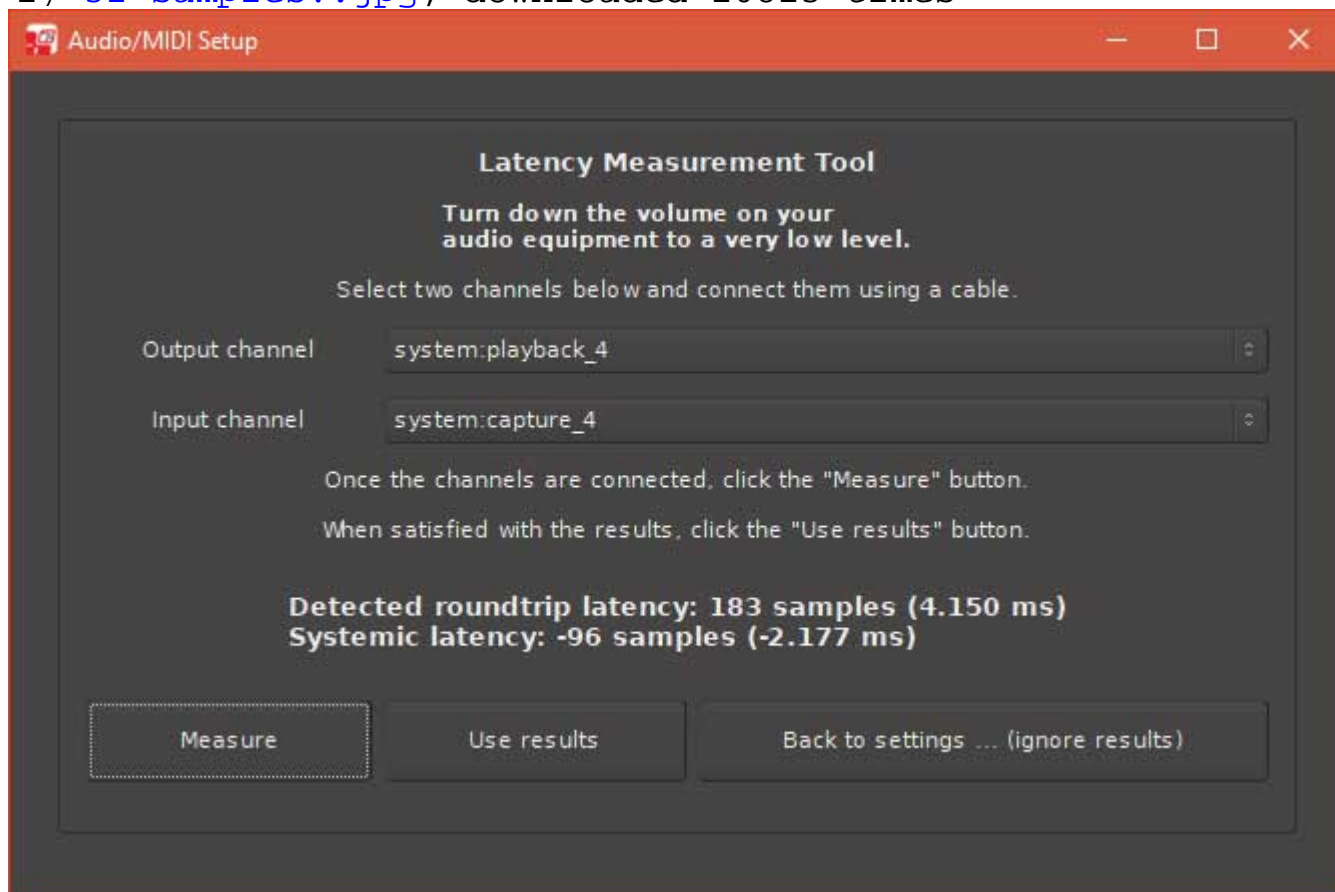 Audio/MIDI Setup
Latency Measurement Tool
Turn down the volume on your
audio equipment to a very low level.
Select two channels below and connect them using a cable.
Output channel system:playback_4
Input channel system:capture_4
Once the channels are connected, click the "Measure" button.
When satisfied with the results, click the "Use results" button.
Detected roundtrip latency: 183 samples (4.150 ms)
Systemic latency: -96 samples (-2.177 ms)
Measure Use results Back to settings ... (ignore results)